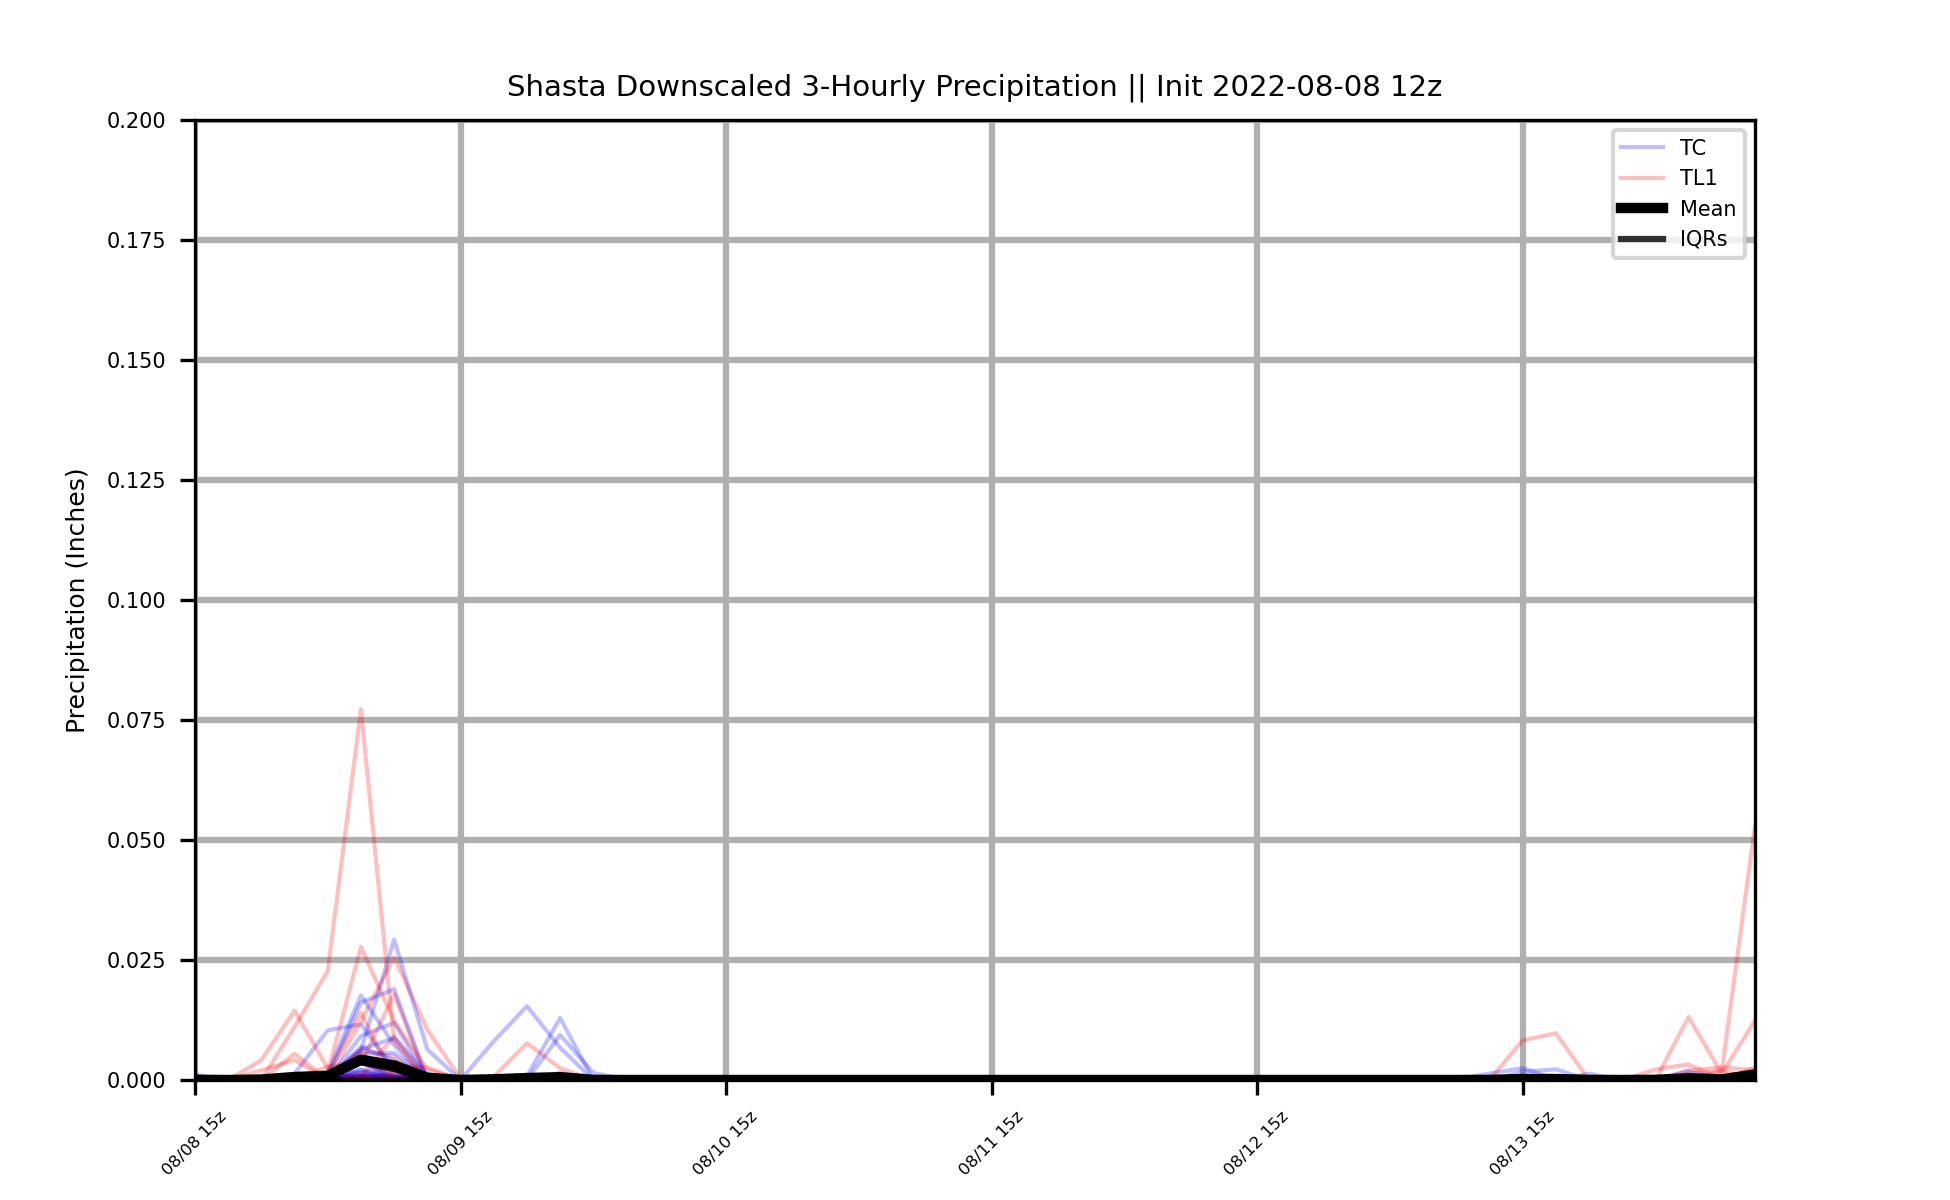 Shasta Downscaled 3-Hourly Precipitation || Init 2022-08-08 12z
TC
TL1
Mean
IQRs
Precipitation (Inches)
0.200
0.175
0.150
0.125
0.100
0.075
0.050
0.025
0.000
08/08 15z
08/09 15z
08/10 15z
08/11 15z
08/12 15z
08/13 15z